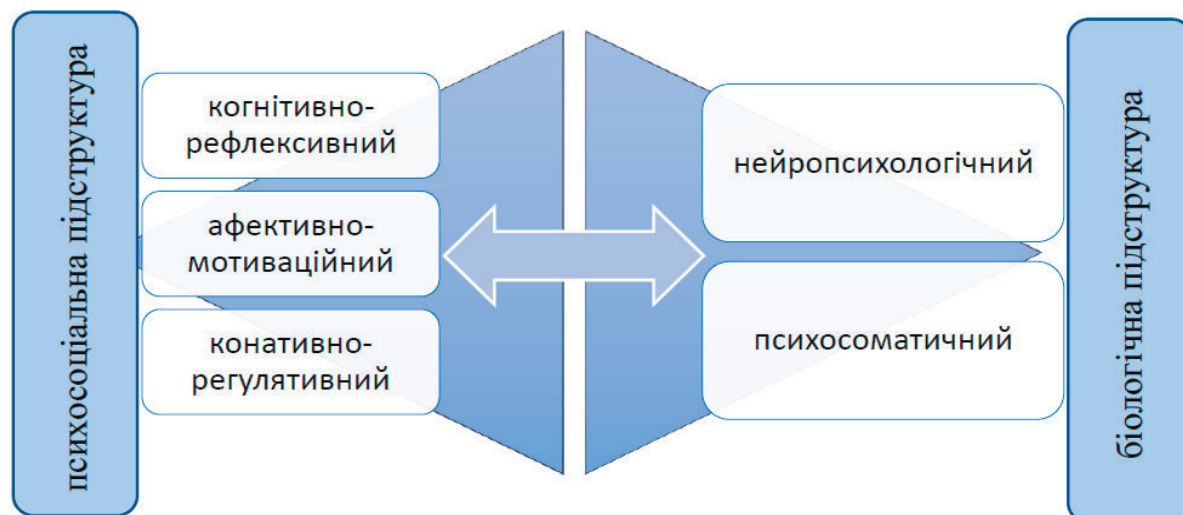 психосоціальна підструктура
когнітивно-
рефлексивний
афективно-
мотиваційний
конативно-
регулятивний
нейропсихологічний
психосоматичний
біологічна підструктура